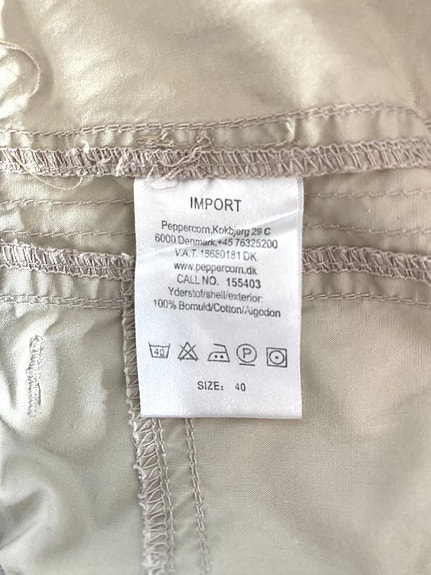 IMPORT
Peppercorn,Kokbjerg 29 C
6000 Denmark,+45 76325200
V.A.T. 18680181 DK
www.peppercorn.dk
CALL NO. 155403
Yderstof/shell/exterior:
100% Bomuld/Cotton/Algodon
40 P
SIZE: 40